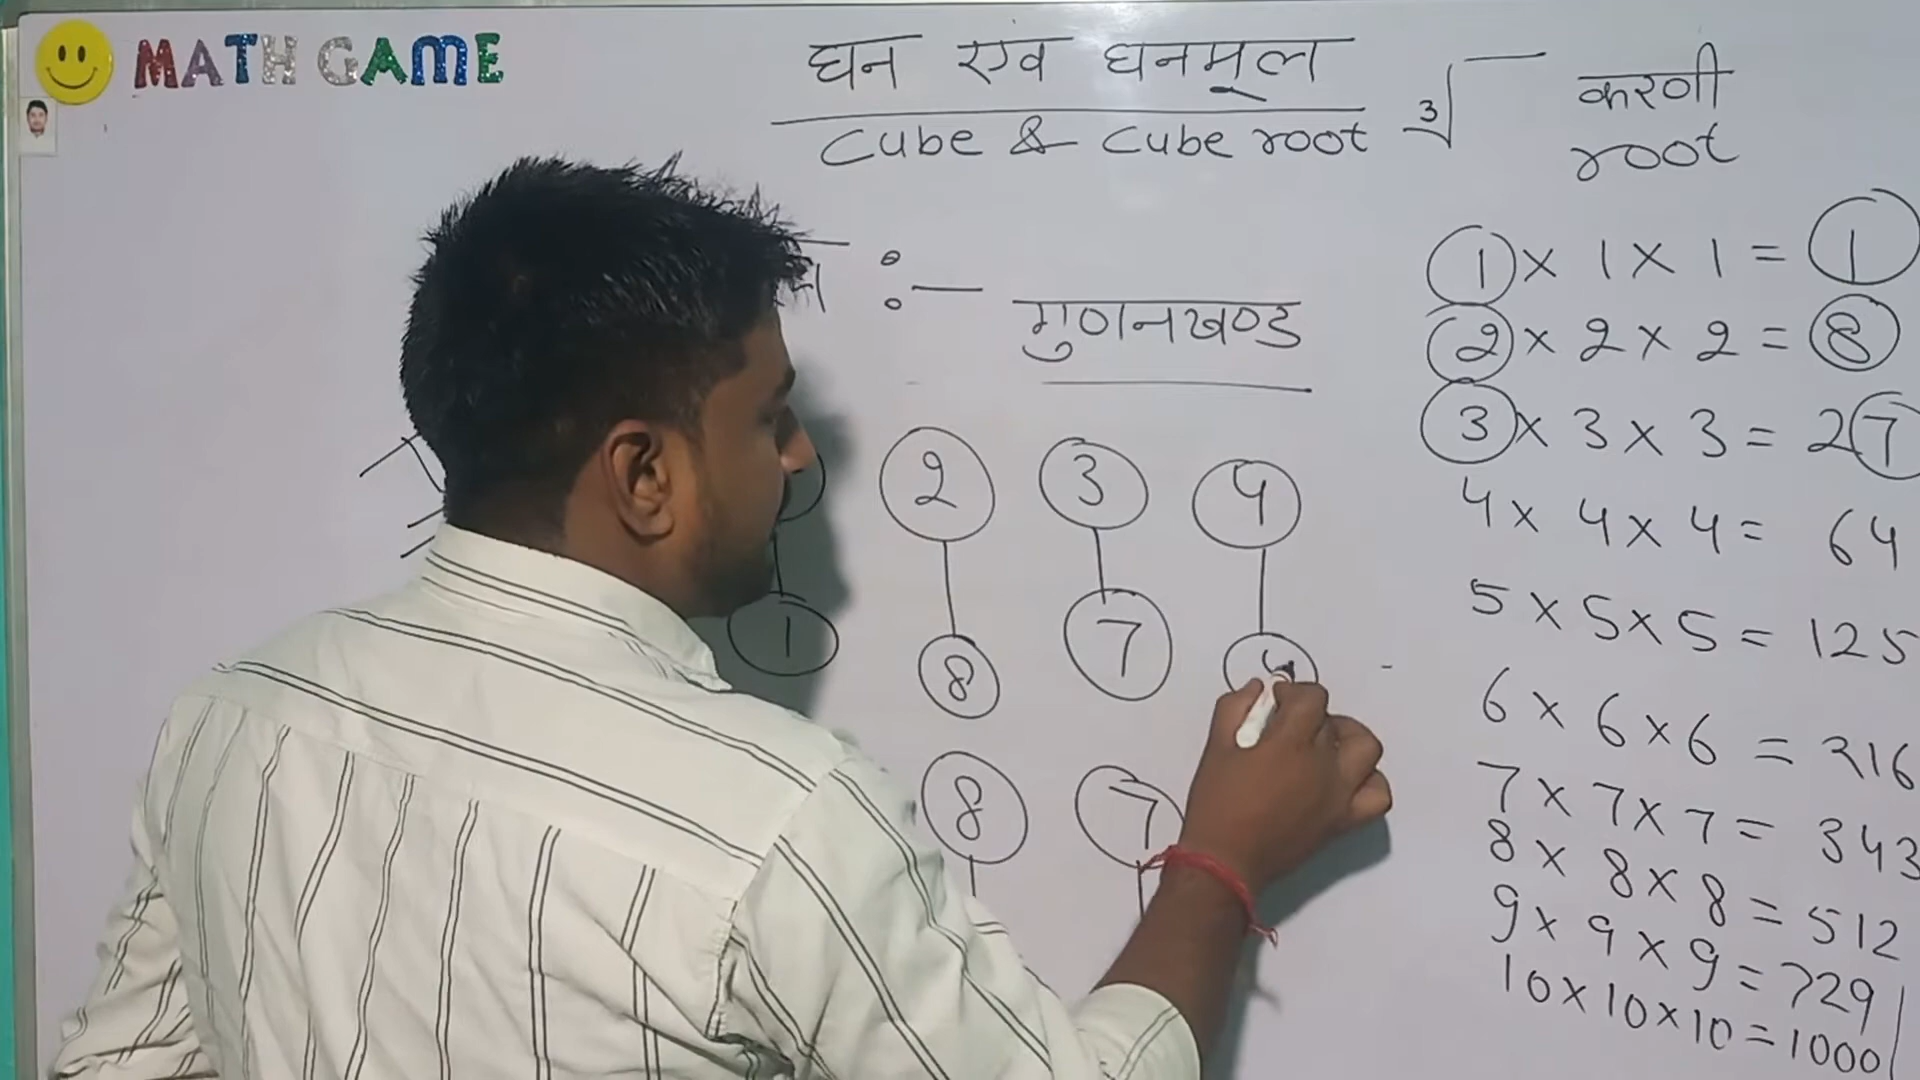 MATH GAME
घन एव घनमूल
Cube & Cube root
3√
करणी
root
:-
गुणनखण्ड
1 × 1 × 1 = 1
2 × 2 × 2 = 8
3 × 3 × 3 = 27
4 × 4 × 4 = 64
5 × 5 × 5 = 125
6 × 6 × 6 = 216
7 × 7 × 7 = 343
8 × 8 × 8 = 512
9 × 9 × 9 = 729
10 × 10 × 10 = 1000
2 3 4
1 8 7
8 7